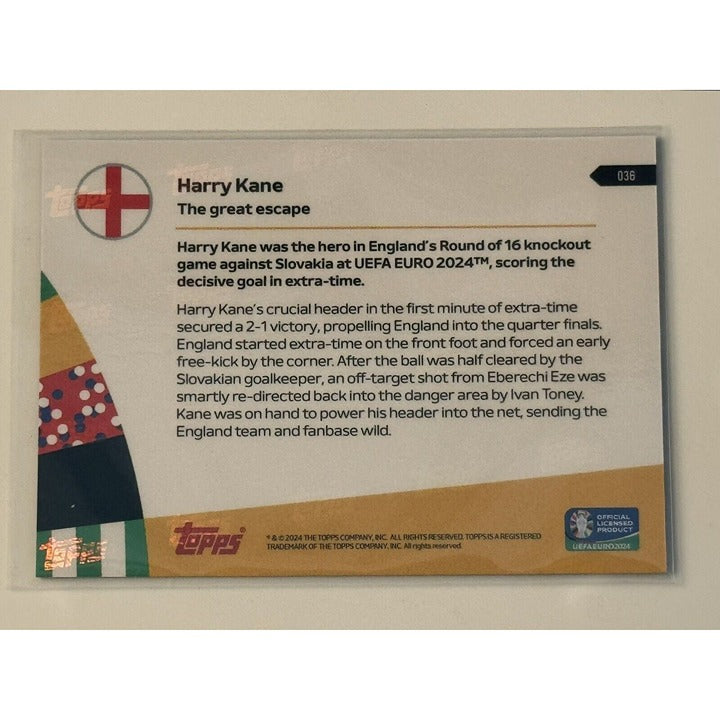 TOPPS
Harry Kane
The great escape
036
Harry Kane was the hero in England's Round of 16 knockout
game against Slovakia at UEFA EURO 2024™, scoring the
decisive goal in extra-time.
Harry Kane's crucial header in the first minute of extra-time
secured a 2-1 victory, propelling England into the quarter finals.
England started extra-time on the front foot and forced an early
free-kick by the corner. After the ball was half cleared by the
Slovakian goalkeeper, an off-target shot from Eberechi Eze was
smartly re-directed back into the danger area by Ivan Toney.
Kane was on hand to power his header into the net, sending the
England team and fanbase wild.
TOPPS
topps®
® & © 2024 THE TOPPS COMPANY, INC. ALL RIGHTS RESERVED. TOPPS IS A REGISTERED
TRADEMARK OF THE TOPPS COMPANY, INC. All rights reserved.
OFFICIAL
LICENSED
PRODUCT
UEFA EURO2024